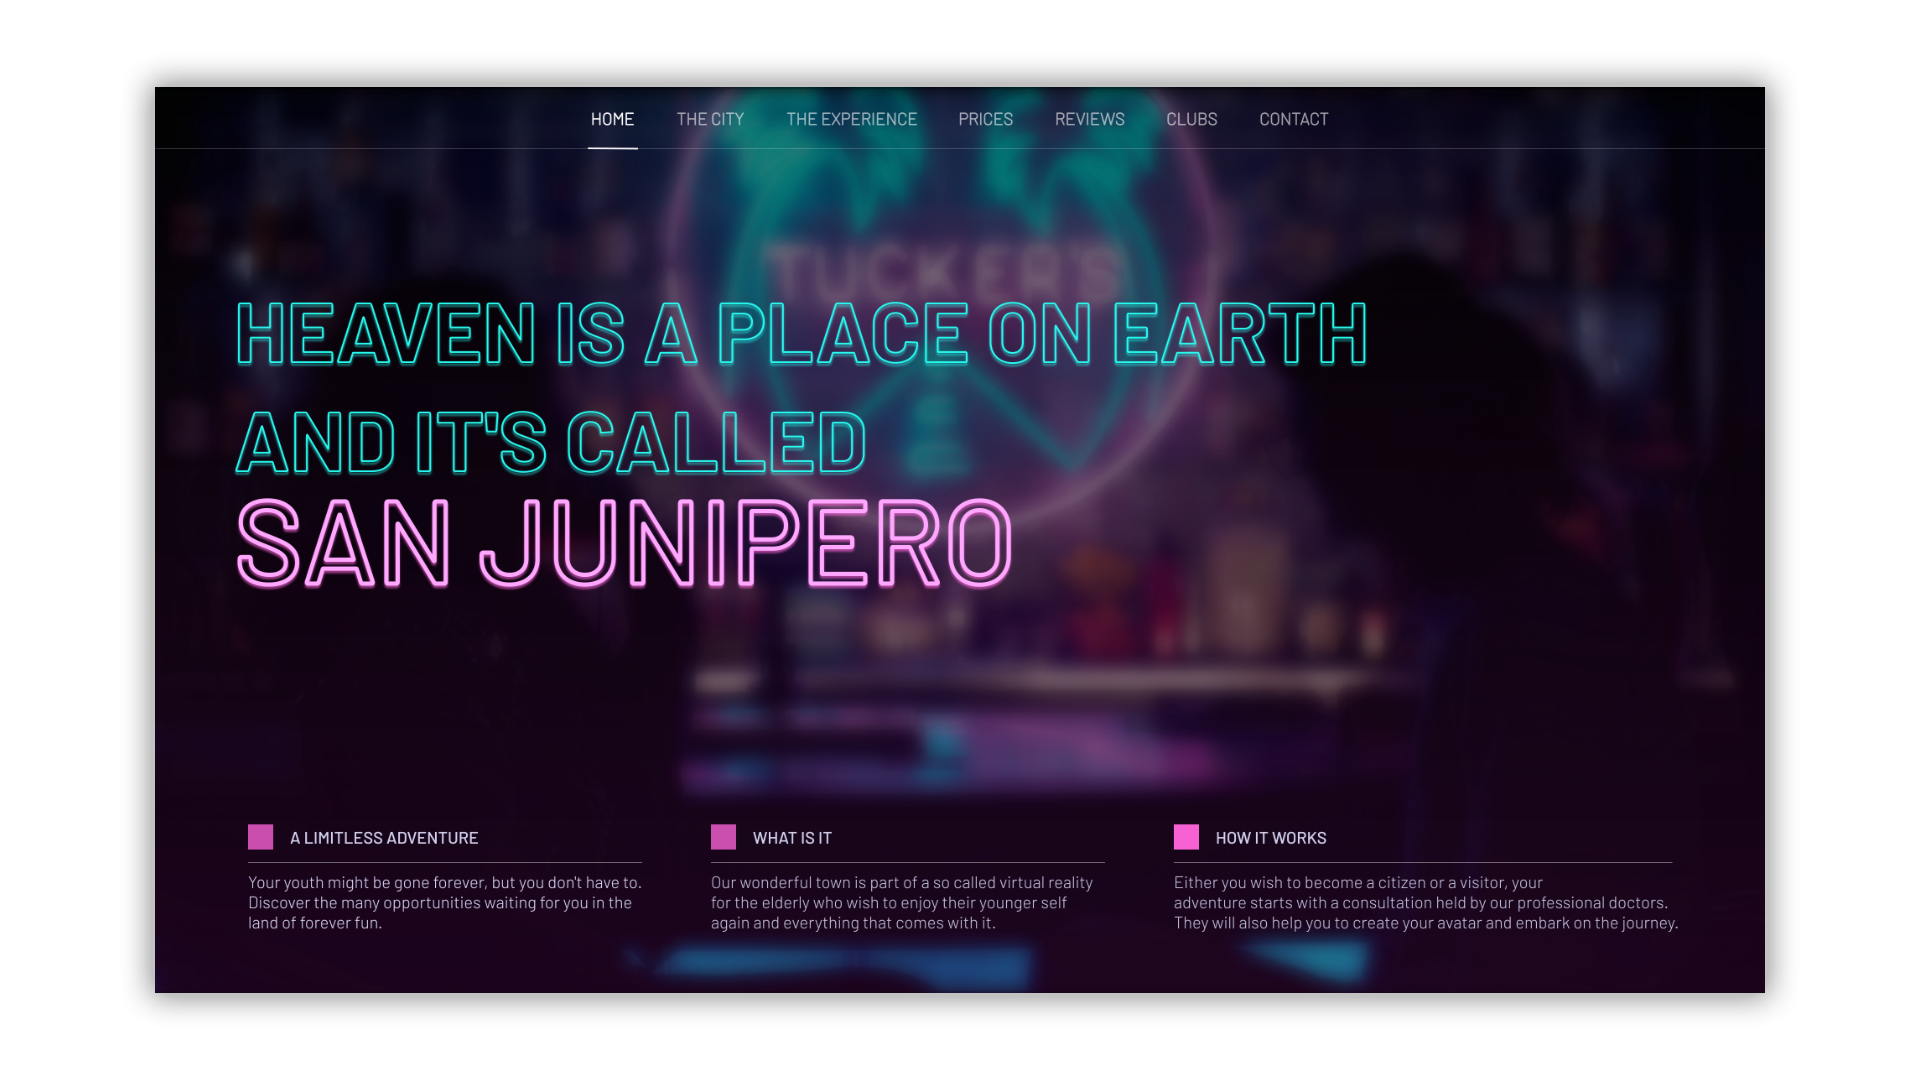 HOME THE CITY THE EXPERIENCE PRICES REVIEWS CLUBS CONTACT
TUCKER'S
HEAVEN IS A PLACE ON EARTH
AND IT'S CALLED
SAN JUNIPERO
A LIMITLESS ADVENTURE
Your youth might be gone forever, but you don't have to.
Discover the many opportunities waiting for you in the
land of forever fun.
WHAT IS IT
Our wonderful town is part of a so called virtual reality
for the elderly who wish to enjoy their younger self
again and everything that comes with it.
HOW IT WORKS
Either you wish to become a citizen or a visitor, your
adventure starts with a consultation held by our professional doctors.
They will also help you to create your avatar and embark on the journey.